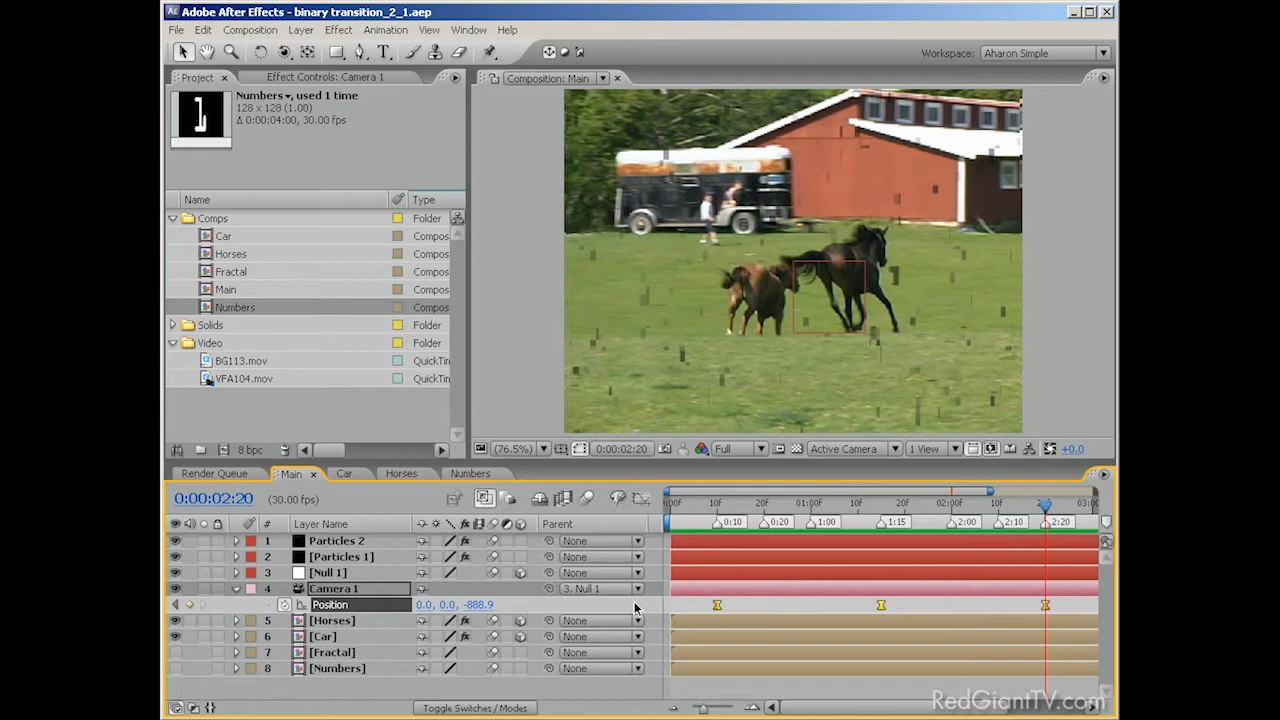 Adobe After Effects - binary transition_2_1.aep
File Edit Composition Layer Effect Animation View Window Help
Workspace: Aharon Simple
Project × Effect Controls: Camera 1
Composition: Main ×
Numbers, used 1 time
128 x 128 (1.00)
Δ 0:00:04:00, 30.00 fps
1
Name Type
Comps Folder
Car Compos
Horses Compos
Fractal Compos
Main Compos
Numbers Compos
Solids Folder
Video Folder
BG113.mov QuickTin
VFA104.mov QuickTin
8 bpc
(76.5%) 0:00:02:20 Full Active Camera 1 View +0.0
Render Queue Main × Car Horses Numbers
0:00:02:20 (30.00 fps)
:00f 10f 20f 01:00f 10f 20f 02:00f 10f 03:00
# Layer Name Parent 0:10 0:20 1:00 1:15 2:00 2:10 2:20
1 Particles 2 None
2 [Particles 1] None
3 [Null 1] None
4 Camera 1 3. Null 1
Position 0.0, 0.0, -888.9
5 [Horses] None
6 [Car] None
7 [Fractal] None
8 [Numbers] None
Toggle Switches / Modes
RedGiantTV.com